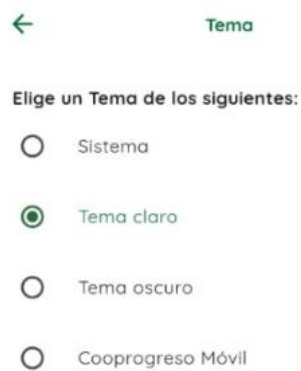 Tema
Elige un Tema de los siguientes:
Sistema
Tema claro
Tema oscuro
Cooprogreso Móvil